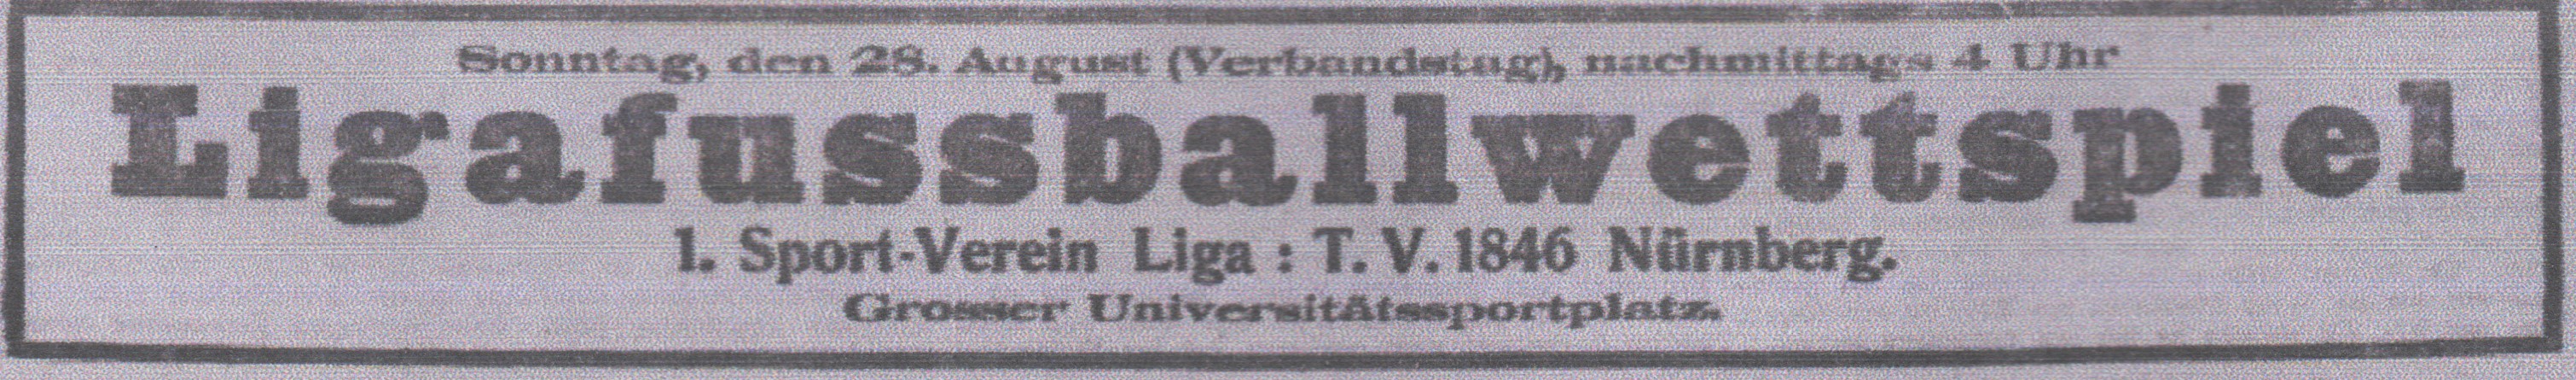 Sonntag, den 28. August (Verbandstag), nachmittags 4 Uhr
Ligafussballwettspiel
1. Sport-Verein Liga : T. V. 1846 Nürnberg.
Grosser Universitätssportplatz.